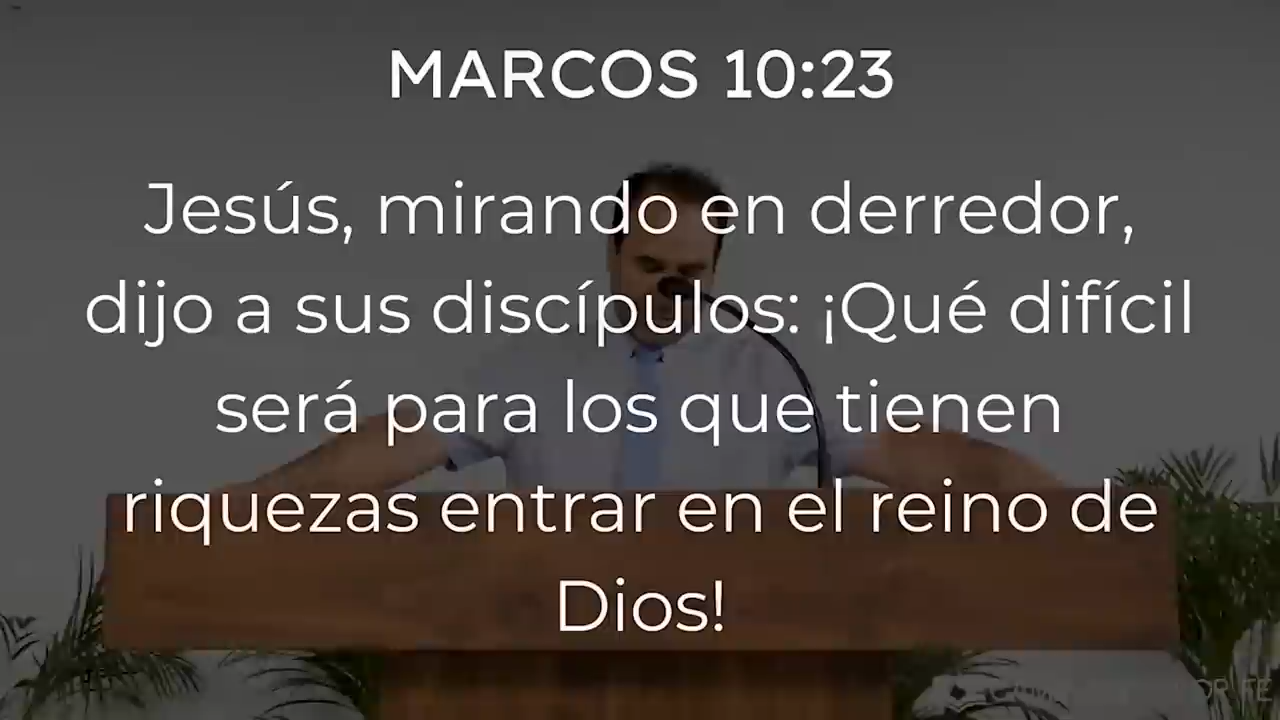 MARCOS 10:23
Jesús, mirando en derredor,
dijo a sus discípulos: ¡Qué difícil
será para los que tienen
riquezas entrar en el reino de
Dios!